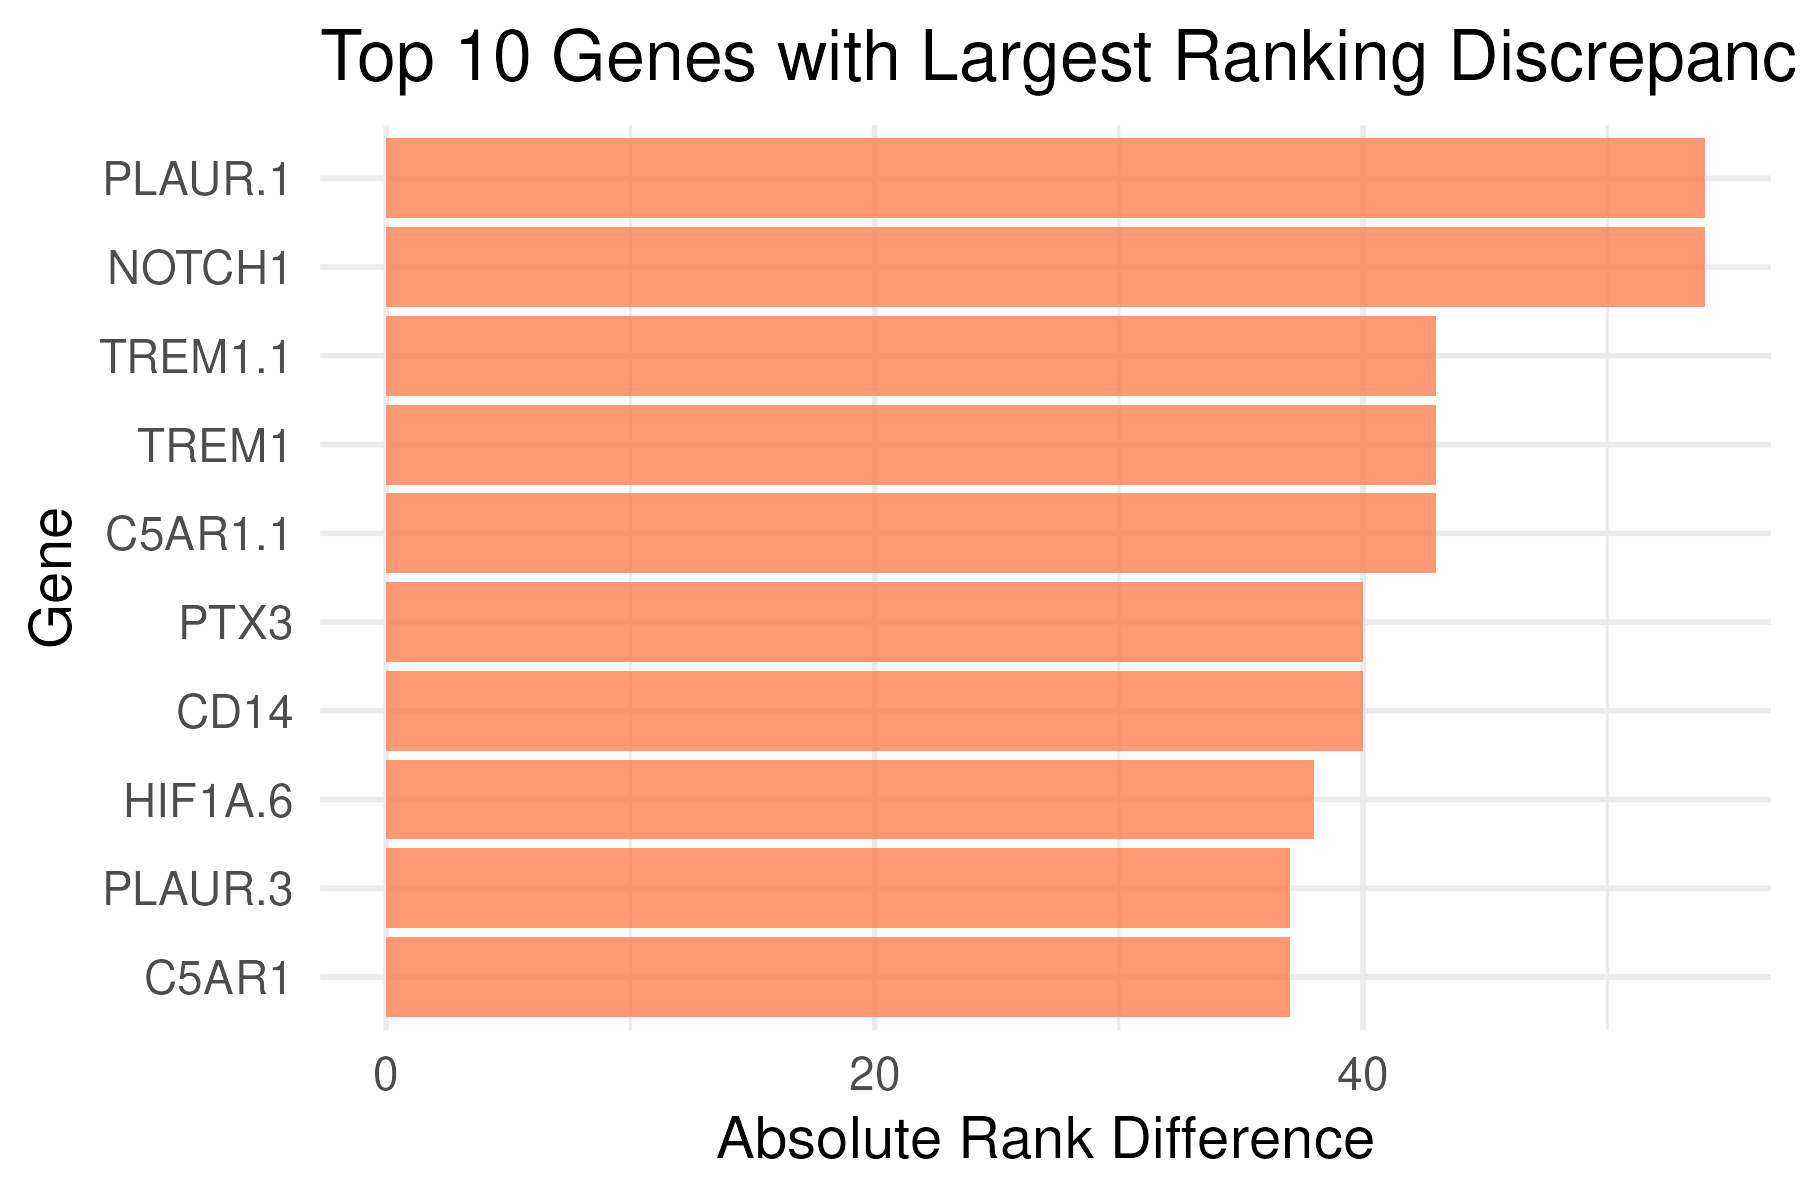 Top 10 Genes with Largest Ranking Discrepanc
PLAUR.1
NOTCH1
TREM1.1
TREM1
C5AR1.1
PTX3
CD14
HIF1A.6
PLAUR.3
C5AR1
Gene
0 20 40
Absolute Rank Difference